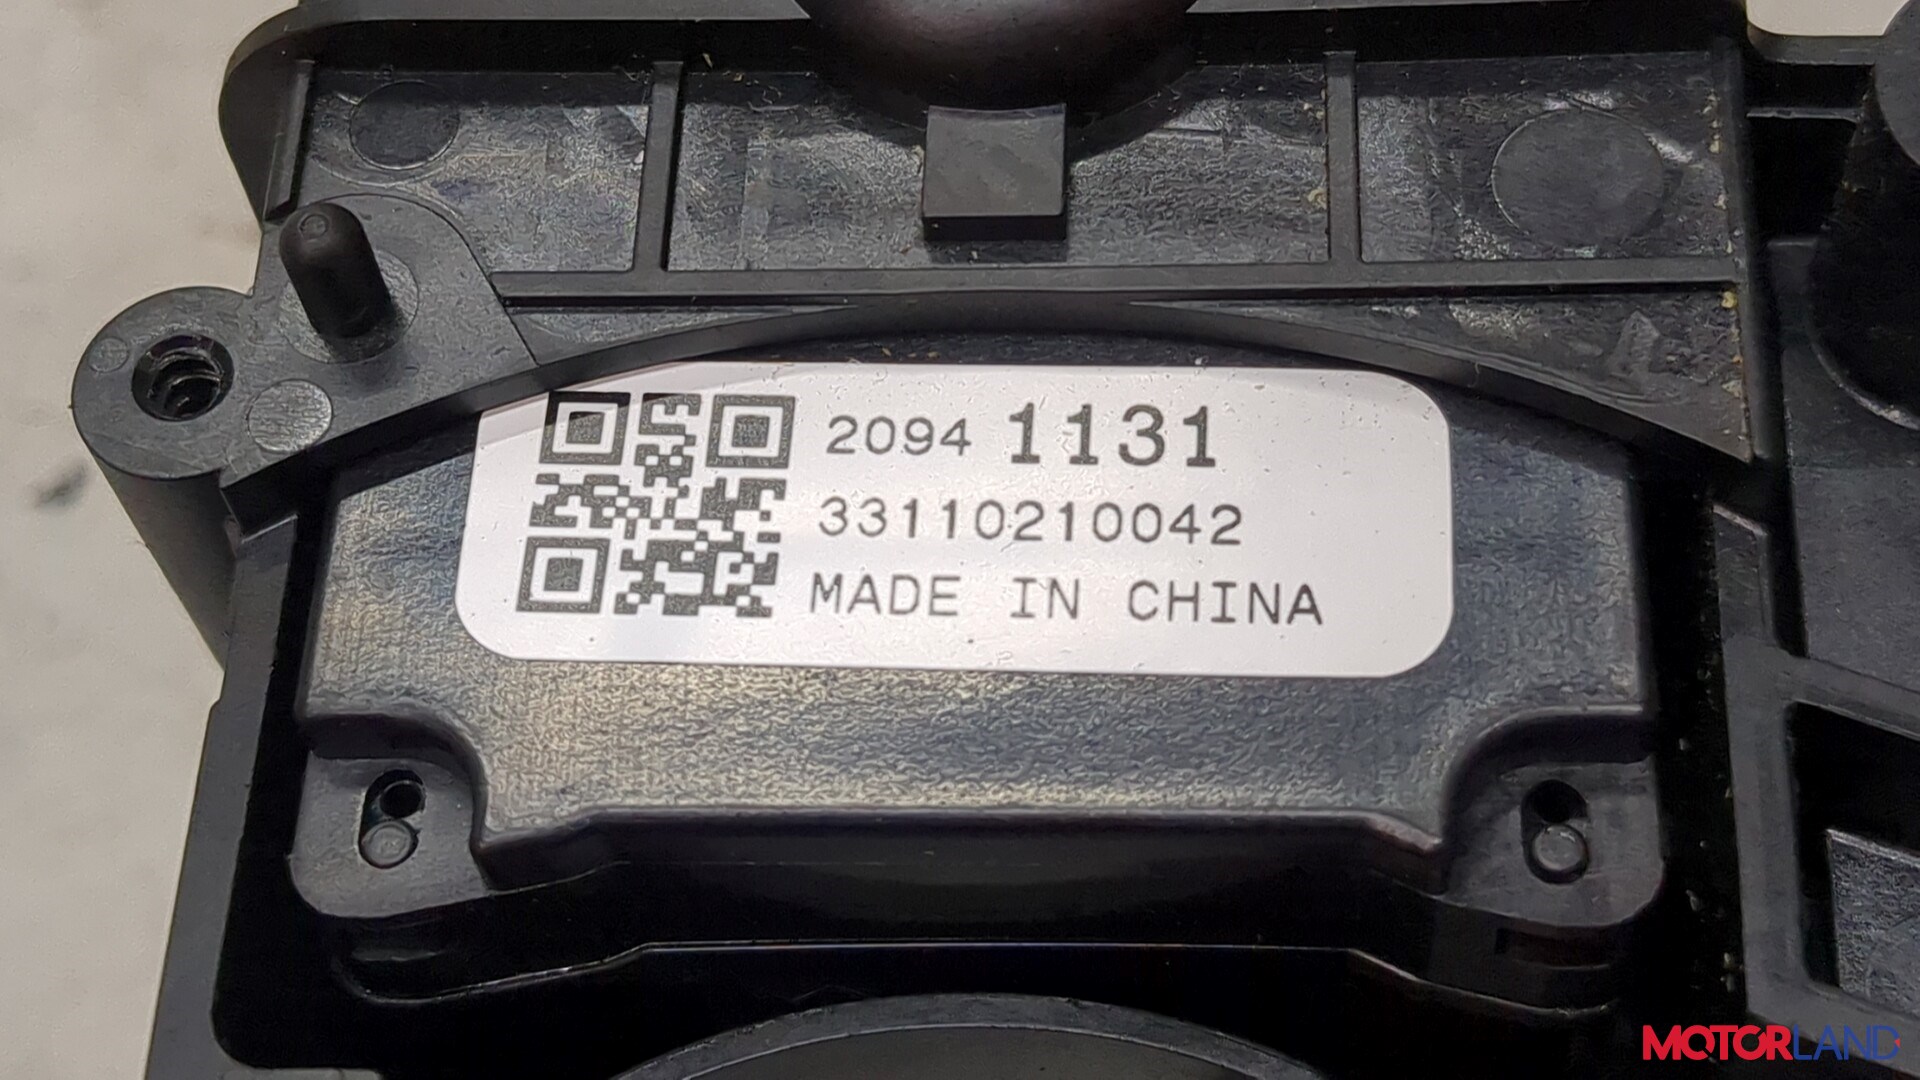 2094 1131
33110210042
MADE IN CHINA
MOTORLAND